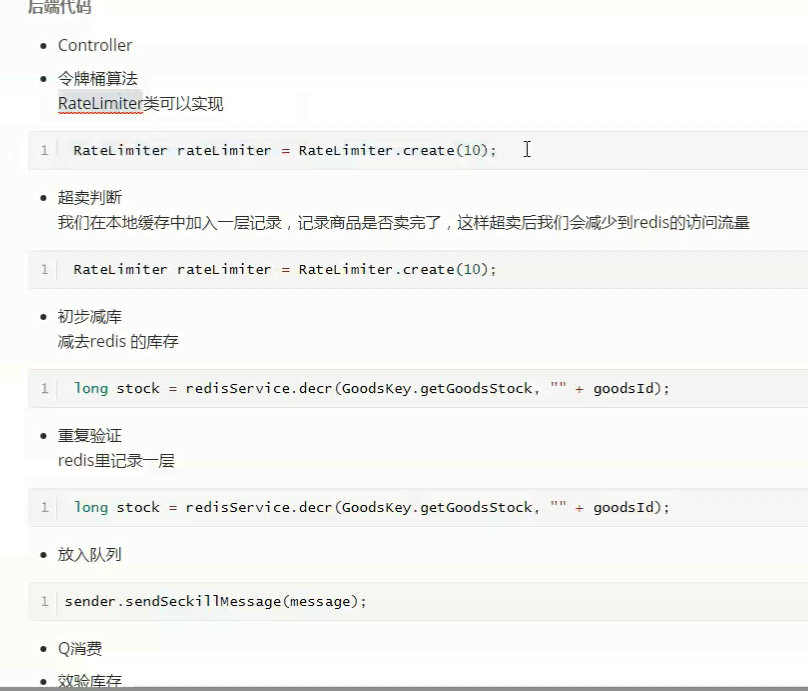 后端代码
Controller
令牌桶算法
RateLimiter类可以实现
1 RateLimiter rateLimiter = RateLimiter.create(10);
超卖判断
我们在本地缓存中加入一层记录，记录商品是否卖完了，这样超卖后我们会减少到redis的访问流量
1 RateLimiter rateLimiter = RateLimiter.create(10);
初步减库
减去redis 的库存
1 long stock = redisService.decr(GoodsKey.getGoodsStock, "" + goodsId);
重复验证
redis里记录一层
1 long stock = redisService.decr(GoodsKey.getGoodsStock, "" + goodsId);
放入队列
1 sender.sendSeckillMessage(message);
Q消费
效验库存